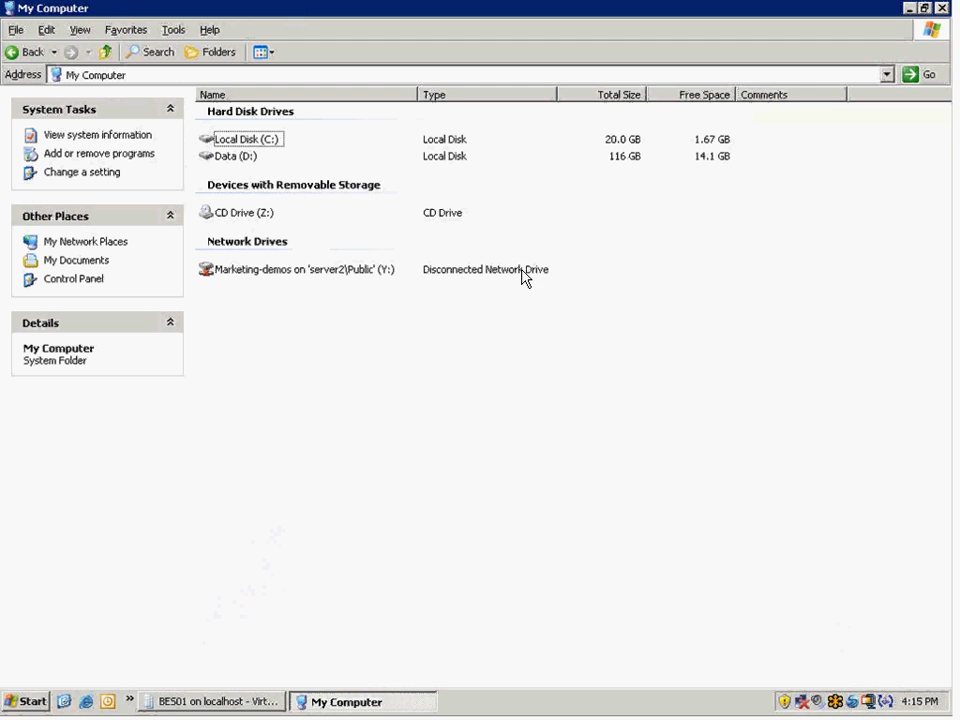 My Computer
File Edit View Favorites Tools Help
Back Search Folders
Address My Computer Go
System Tasks
View system information
Add or remove programs
Change a setting
Other Places
My Network Places
My Documents
Control Panel
Details
My Computer
System Folder
Name Type Total Size Free Space Comments
Hard Disk Drives
Local Disk (C:) Local Disk 20.0 GB 1.67 GB
Data (D:) Local Disk 116 GB 14.1 GB
Devices with Removable Storage
CD Drive (Z:) CD Drive
Network Drives
Marketing-demos on 'server2\Public' (Y:) Disconnected Network Drive
Start » BES01 on localhost - Virt... My Computer 4:15 PM